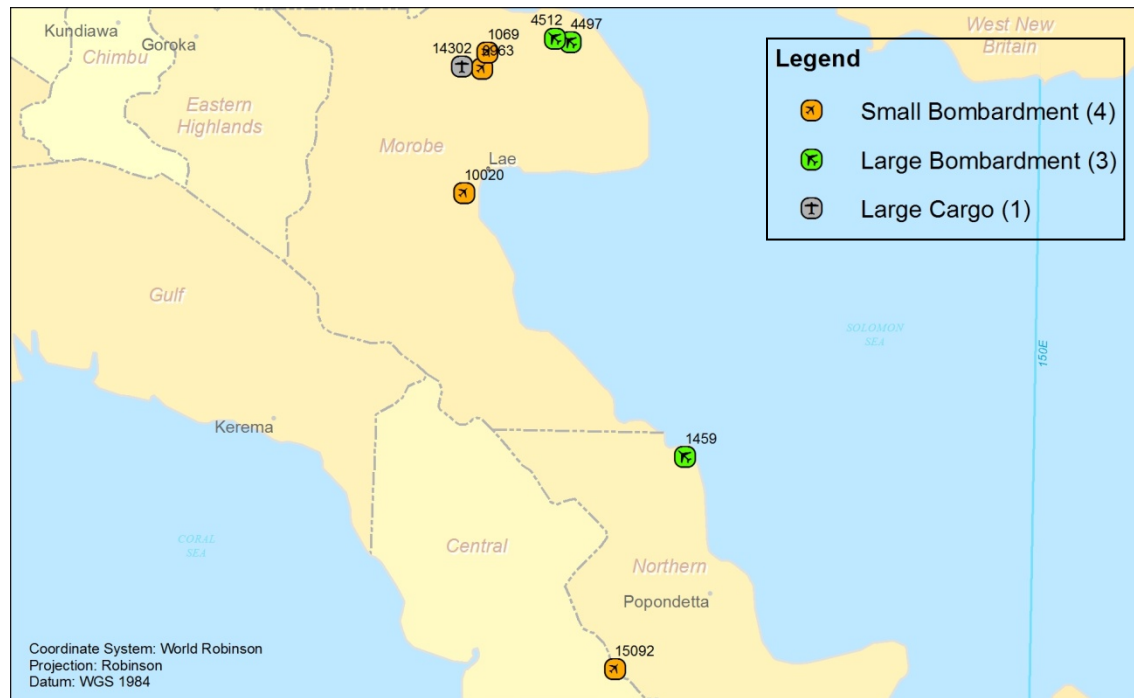 Kundiawa
Goroka
Chimbu
Eastern
Highlands
14302
1069
4512
4497
West New
Britain
Legend
Small Bombardment (4)
Large Bombardment (3)
Large Cargo (1)
Morobe
Lae
10020
Gulf
SOLOMON
SEA
150E
Kerema
1459
CORAL
SEA
Central
Northern
Popondetta
15092
Coordinate System: World Robinson
Projection: Robinson
Datum: WGS 1984